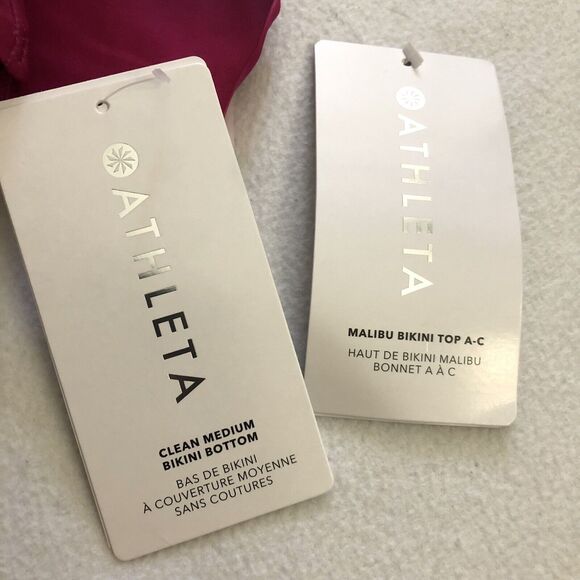 ATHLETA
CLEAN MEDIUM
BIKINI BOTTOM
BAS DE BIKINI
À COUVERTURE MOYENNE
SANS COUTURES
ATHLETA
MALIBU BIKINI TOP A-C
HAUT DE BIKINI MALIBU
BONNET A À C